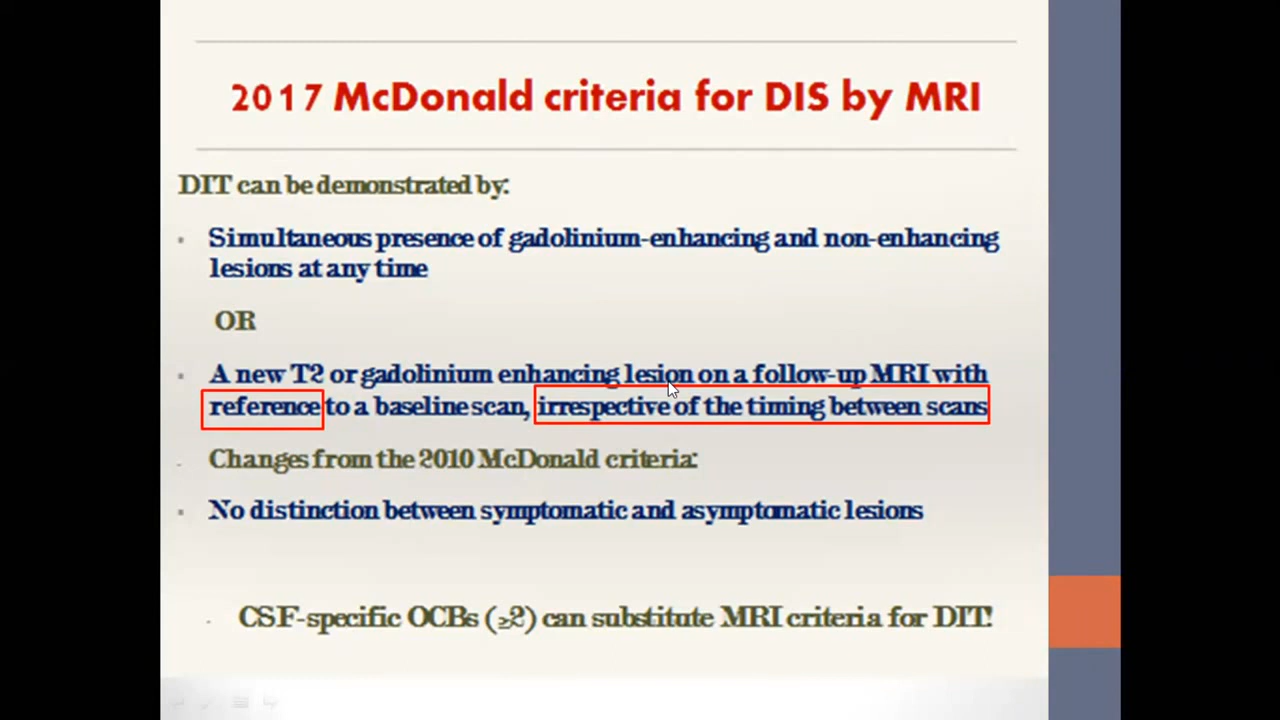 2017 McDonald criteria for DIS by MRI
DIT can be demonstrated by:
Simultaneous presence of gadolinium-enhancing and non-enhancing
lesions at any time
OR
A new T2 or gadolinium enhancing lesion on a follow-up MRI with
reference to a baseline scan, irrespective of the timing between scans
Changes from the 2010 McDonald criteria:
No distinction between symptomatic and asymptomatic lesions
CSF-specific OCBs (≥2) can substitute MRI criteria for DIT!